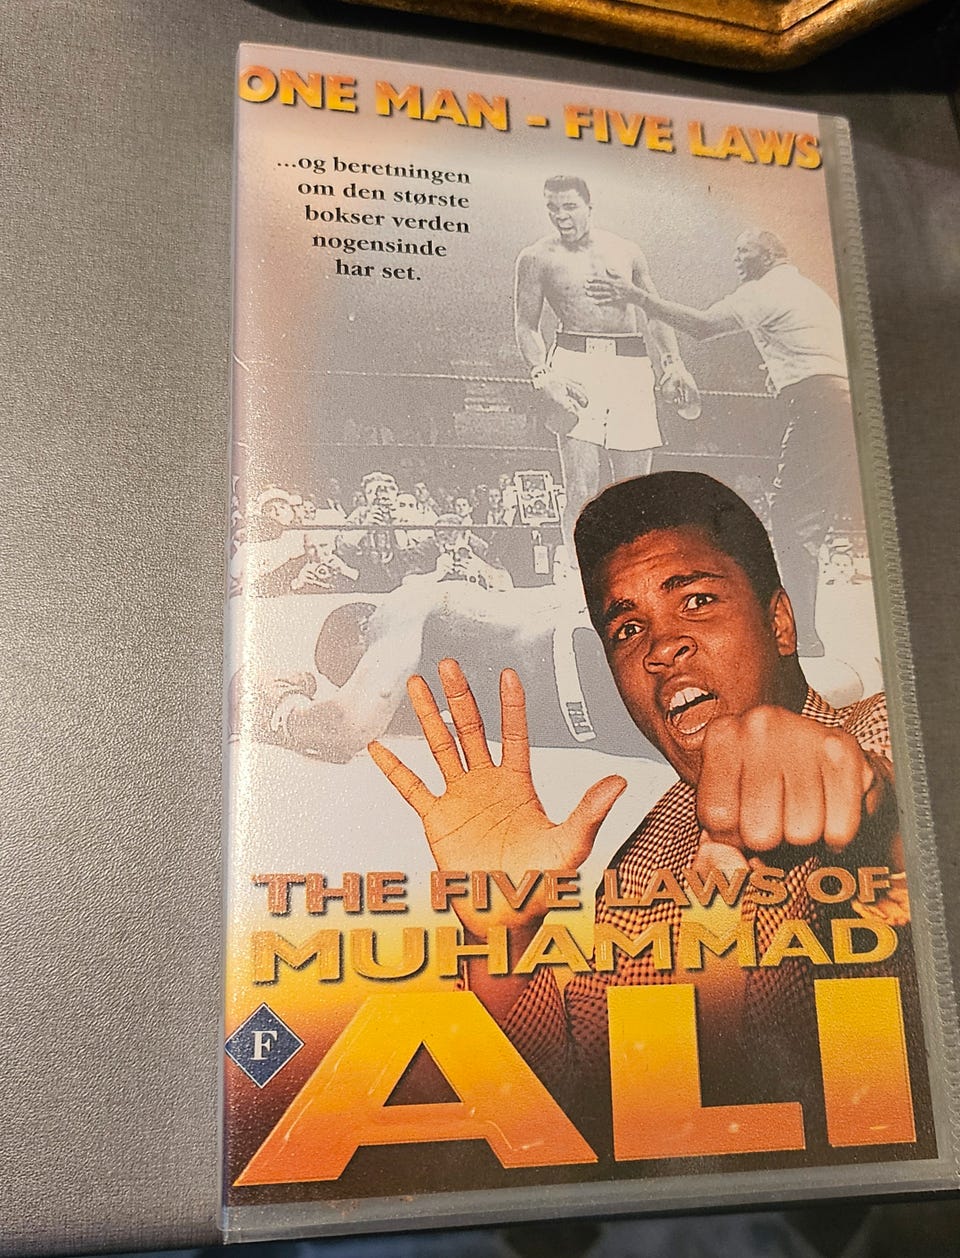 ONE MAN - FIVE LAWS
...og beretningen
om den største
bokser verden
nogensinde
har set.
THE FIVE LAWS OF
MUHAMMAD
ALI
F